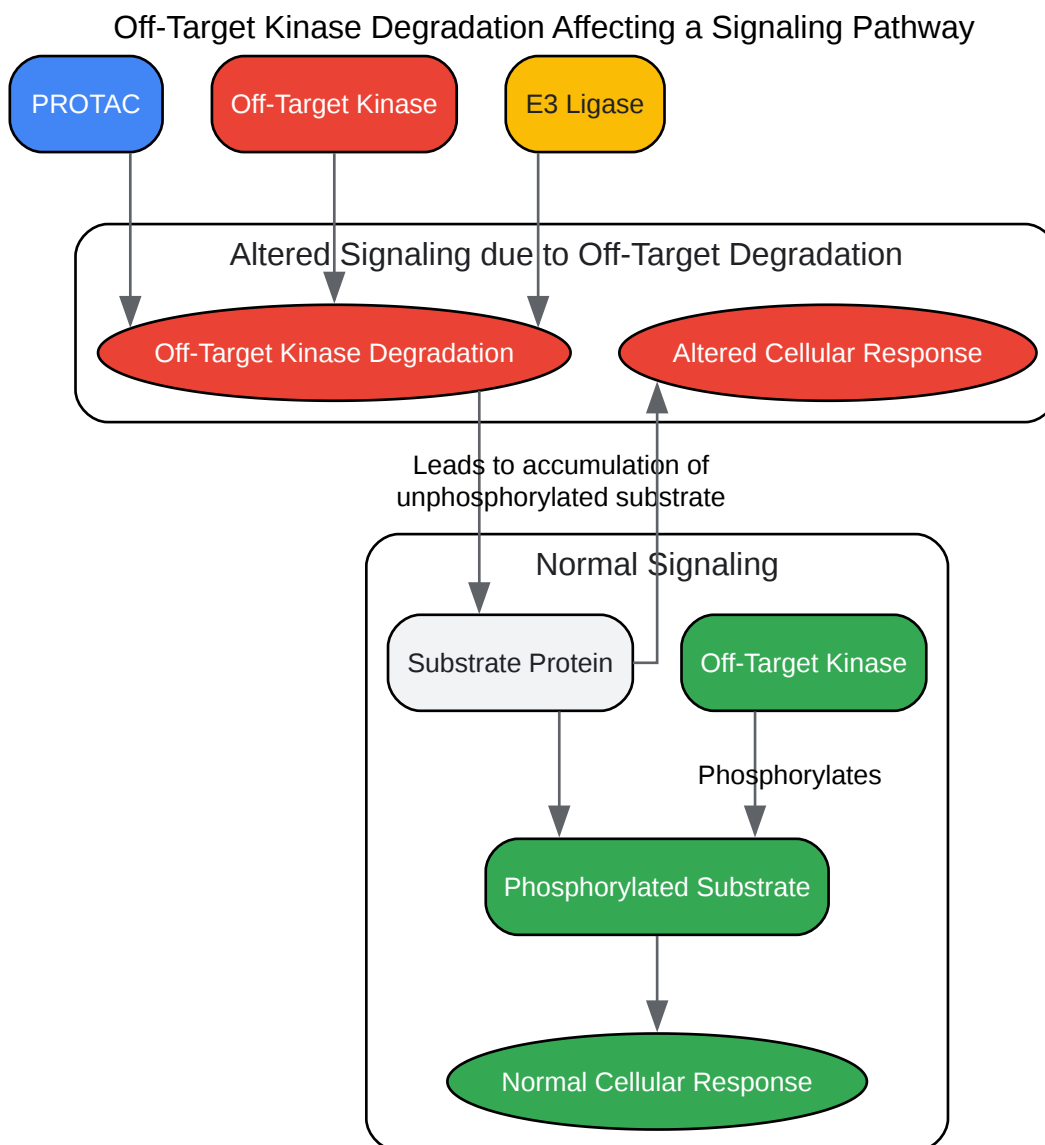 Off-Target Kinase Degradation Affecting a Signaling Pathway
PROTAC
Off-Target Kinase
E3 Ligase
Altered Signaling due to Off-Target Degradation
Off-Target Kinase Degradation
Altered Cellular Response
Leads to accumulation of
unphosphorylated substrate
Normal Signaling
Substrate Protein
Off-Target Kinase
Phosphorylates
Phosphorylated Substrate
Normal Cellular Response